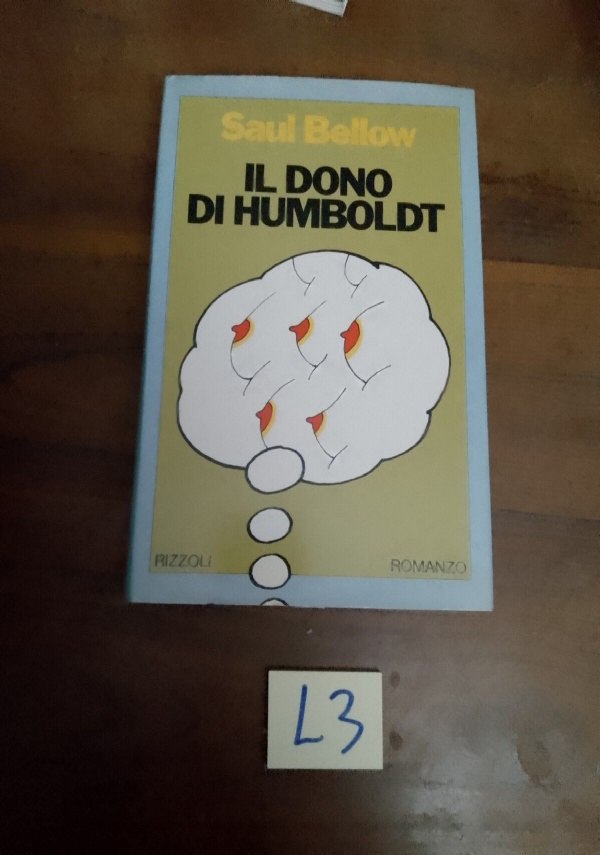 Saul Bellow
IL DONO
DI HUMBOLDT
RIZZOLI
ROMANZO
L3